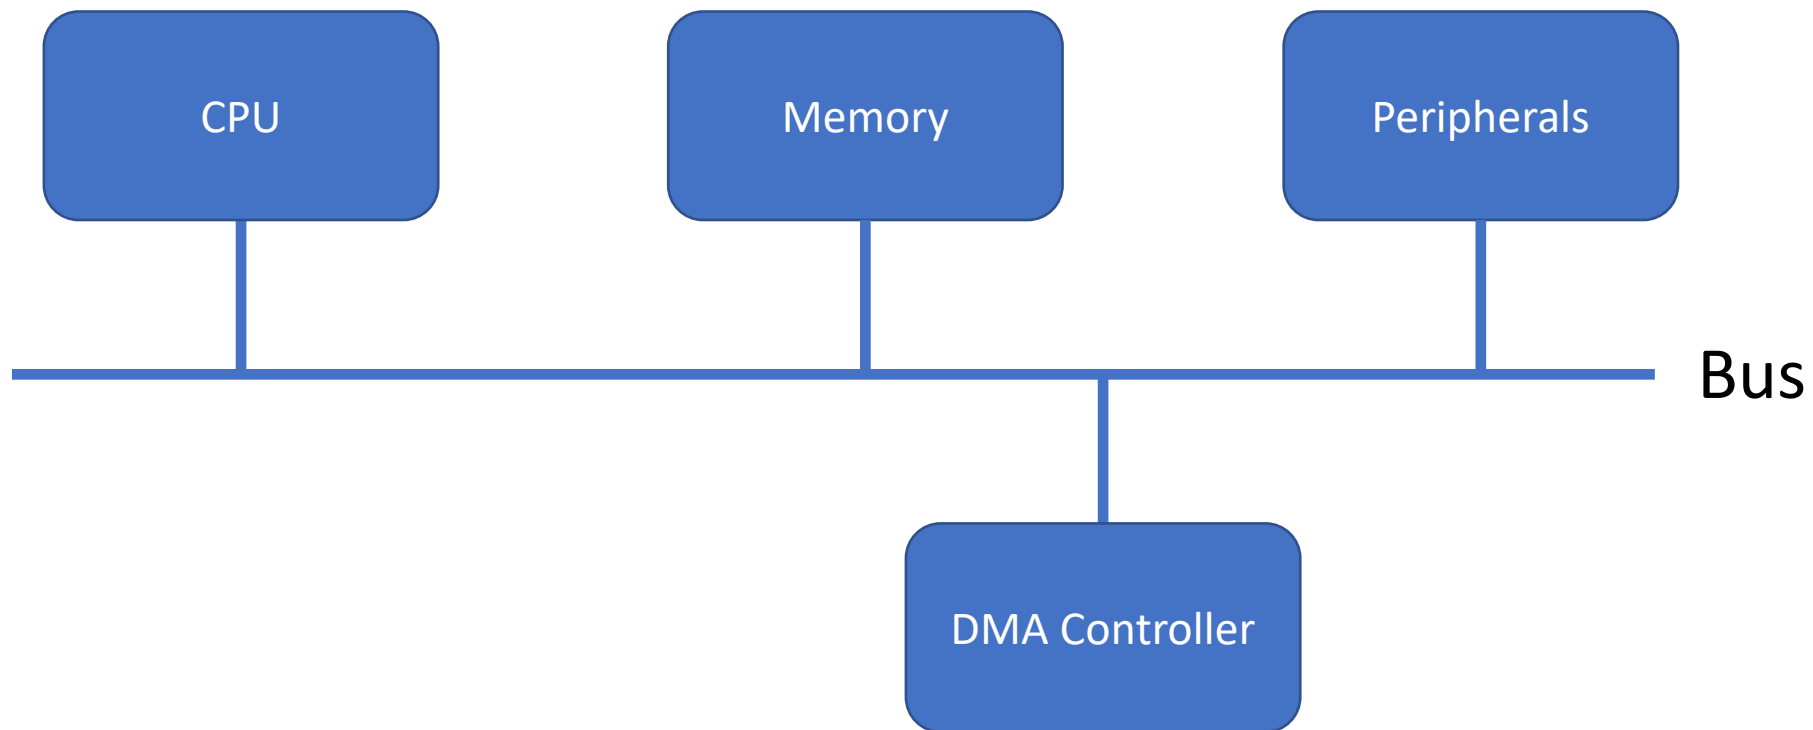 CPU
Memory
Peripherals
Bus
DMA Controller